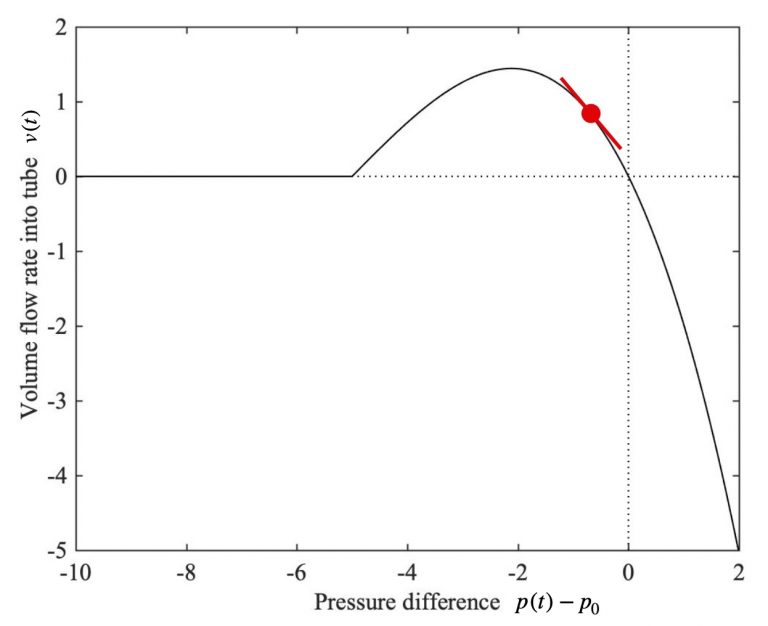 2
1
0
-1
-2
-3
-4
-5
Volume flow rate into tube v(t)
-10 -8 -6 -4 -2 0 2
Pressure difference p(t) − p₀